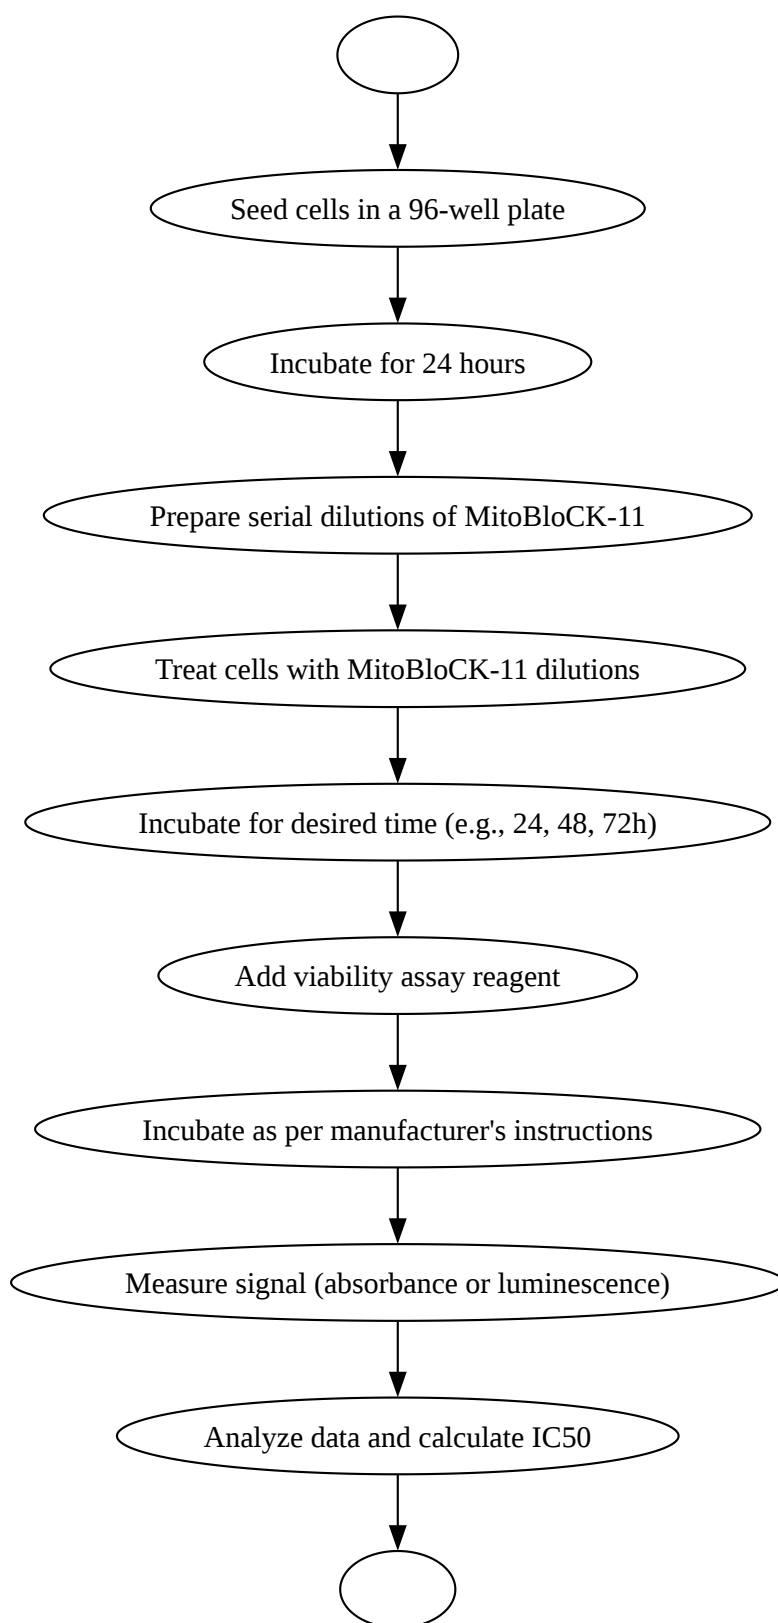 Seed cells in a 96-well plate
Incubate for 24 hours
Prepare serial dilutions of MitoBloCK-11
Treat cells with MitoBloCK-11 dilutions
Incubate for desired time (e.g., 24, 48, 72h)
Add viability assay reagent
Incubate as per manufacturer's instructions
Measure signal (absorbance or luminescence)
Analyze data and calculate IC50